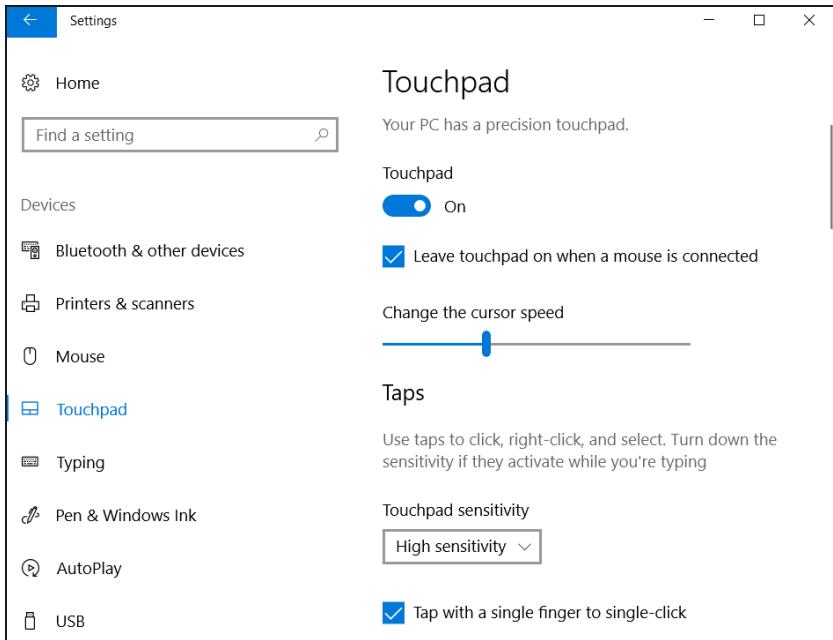 Settings
Home
Find a setting
Devices
Bluetooth & other devices
Printers & scanners
Mouse
Touchpad
Typing
Pen & Windows Ink
AutoPlay
USB
Touchpad
Your PC has a precision touchpad.
Touchpad
On
Leave touchpad on when a mouse is connected
Change the cursor speed
Taps
Use taps to click, right-click, and select. Turn down the
sensitivity if they activate while you're typing
Touchpad sensitivity
High sensitivity
Tap with a single finger to single-click